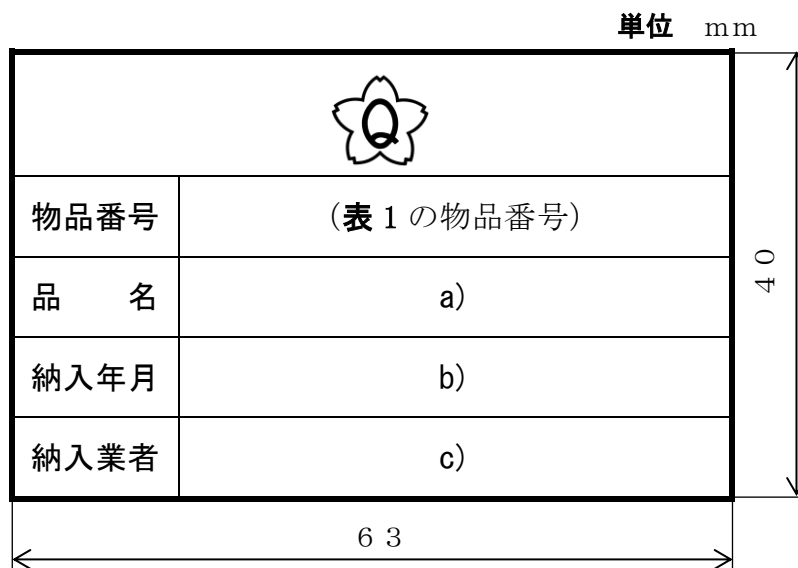 単位 ｍｍ
Q
物品番号 （表１の物品番号）
品　　名 a)
納入年月 b)
納入業者 c)
４０
６３